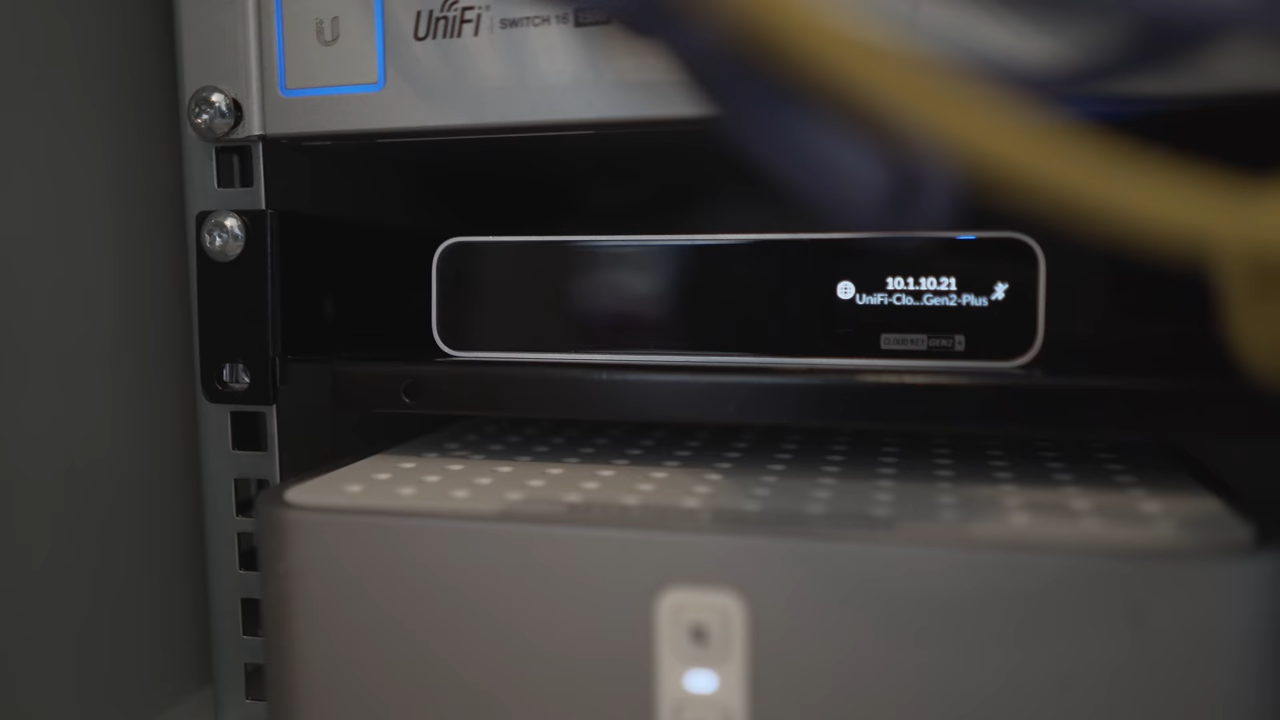 U
UniFi | SWITCH 16
10.1.10.21
UniFi-Clo...Gen2-Plus
CLOUD KEY GEN2 +